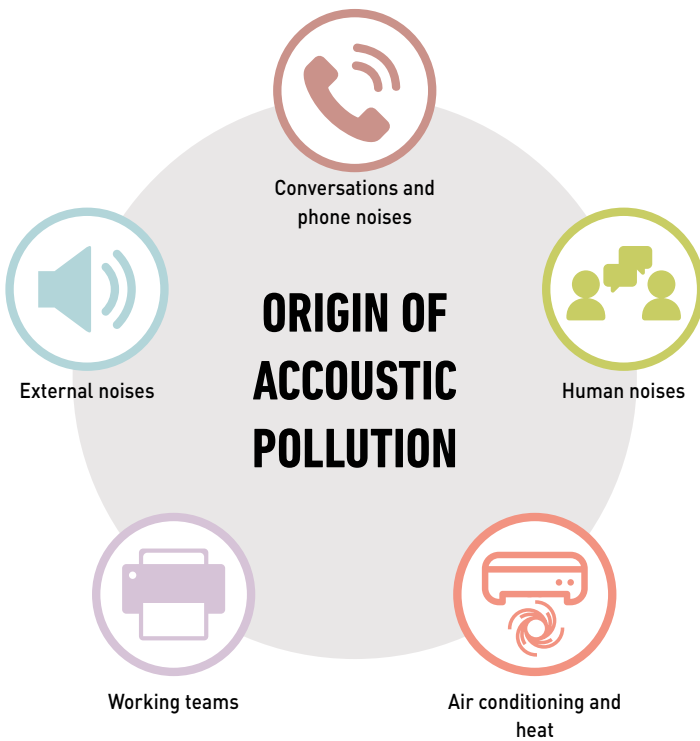 Conversations and
phone noises
ORIGIN OF
ACCOUSTIC
POLLUTION
External noises
Human noises
Working teams
Air conditioning and
heat